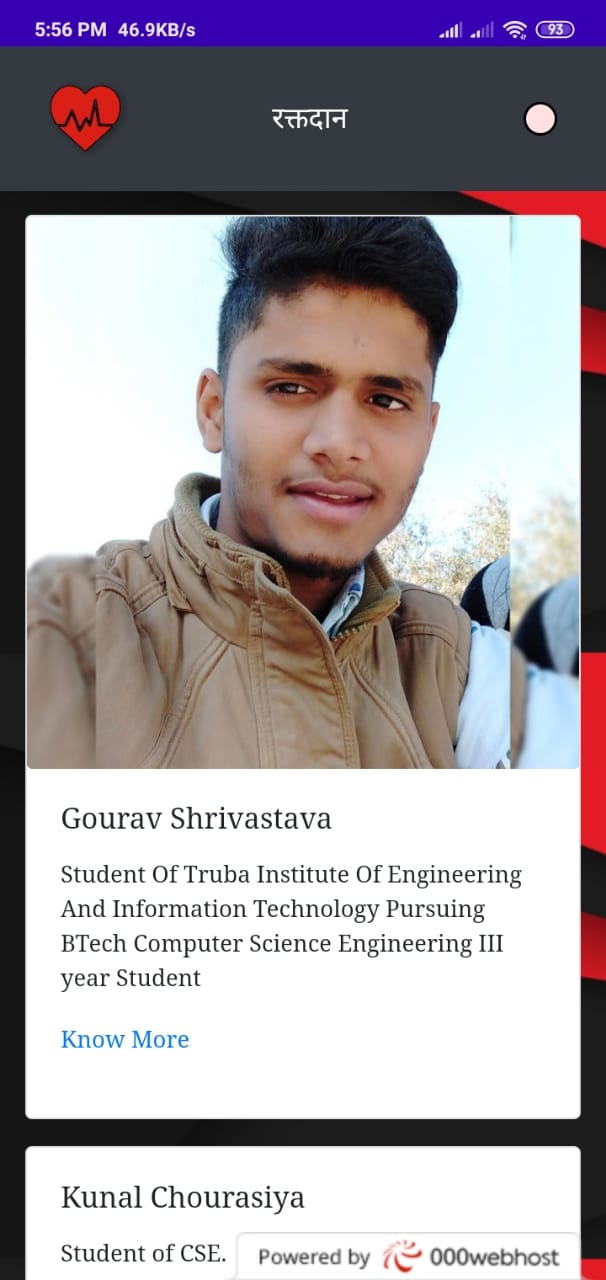 5:56 PM 46.9KB/s 93
रक्तदान
Gourav Shrivastava
Student Of Truba Institute Of Engineering
And Information Technology Pursuing
BTech Computer Science Engineering III
year Student
Know More
Kunal Chourasiya
Student of CSE.
Powered by 000webhost